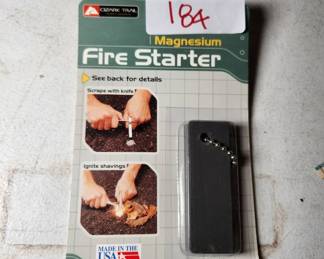 OZARK TRAIL
184
Magnesium
Fire Starter
See back for details
Scrape with knife!
Ignite shavings!
MADE IN THE
USA